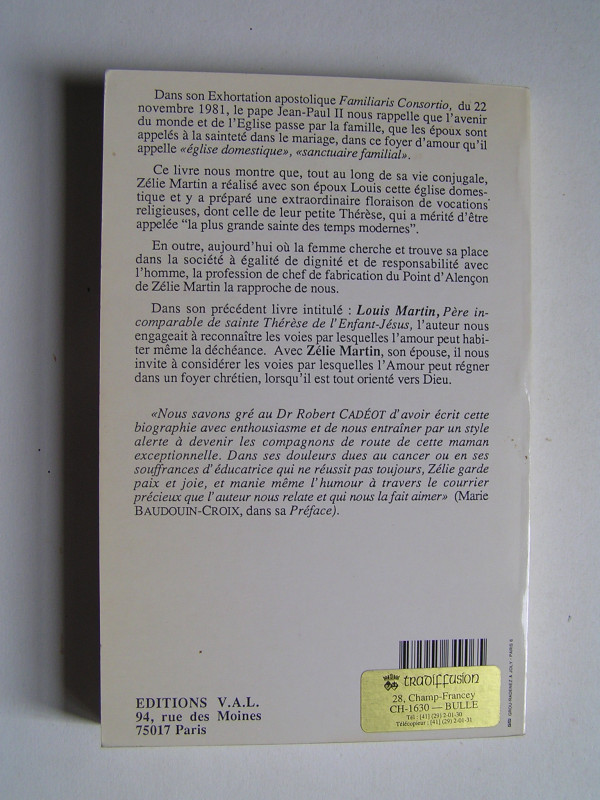 Dans son Exhortation apostolique Familiaris Consortio, du 22
novembre 1981, le pape Jean-Paul II nous rappelle que l'avenir
du monde et de l'Eglise passe par la famille, que les époux sont
appelés à la sainteté dans le mariage, dans ce foyer d'amour qu'il
appelle «église domestique», «sanctuaire familial».
Ce livre nous montre que, tout au long de sa vie conjugale,
Zélie Martin a réalisé avec son époux Louis cette église domes-
tique et y a préparé une extraordinaire floraison de vocations
religieuses, dont celle de leur petite Thérèse, qui a mérité d'être
appelée "la plus grande sainte des temps modernes".
En outre, aujourd'hui où la femme cherche et trouve sa place
dans la société à égalité de dignité et de responsabilité avec
l'homme, la profession de chef de fabrication du Point d'Alençon
de Zélie Martin la rapproche de nous.
Dans son précédent livre intitulé : Louis Martin, Père in-
comparable de sainte Thérèse de l'Enfant-Jésus, l'auteur nous
engageait à reconnaître les voies par lesquelles l'amour peut habi-
ter même la déchéance. Avec Zélie Martin, son épouse, il nous
invite à considérer les voies par lesquelles l'Amour peut régner
dans un foyer chrétien, lorsqu'il est tout orienté vers Dieu.
«Nous savons gré au Dr Robert CADÉOT d'avoir écrit cette
biographie avec enthousiasme et de nous entraîner par un style
alerte à devenir les compagnons de route de cette maman
exceptionnelle. Dans ses douleurs dues au cancer ou en ses
souffrances d'éducatrice qui ne réussit pas toujours, Zélie garde
paix et joie, et manie même l'humour à travers le courrier
précieux que l'auteur nous relate et qui nous la fait aimer» (Marie
BAUDOUIN-CROIX, dans sa Préface).
EDITIONS V.A.L.
94, rue des Moines
75017 Paris
tradiffusion
28, Champ-Francey
CH-1630 — BULLE
Tél : [41] (29) 2-01-30
Télécopieur : [41] (29) 2-01-31